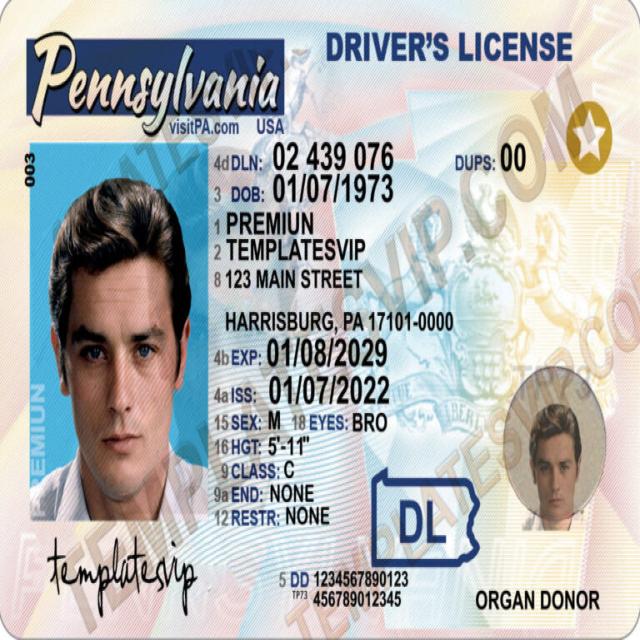 Pennsylvania
DRIVER'S LICENSE
visitPA.com USA
003
4d DLN: 02 439 076 DUPS: 00
3 DOB: 01/07/1973
1 PREMIUN
2 TEMPLATESVIP
8 123 MAIN STREET
HARRISBURG, PA 17101-0000
4b EXP: 01/08/2029
4a ISS: 01/07/2022
15 SEX: M 18 EYES: BRO
16 HGT: 5'-11"
9 CLASS: C
9a END: NONE
12 RESTR: NONE
PREMIUN
DL
templatesvip
5 DD 1234567890123
TP73 456789012345
ORGAN DONOR
TEMPLATESVIP.COM
TEMPLATESVIP.COM